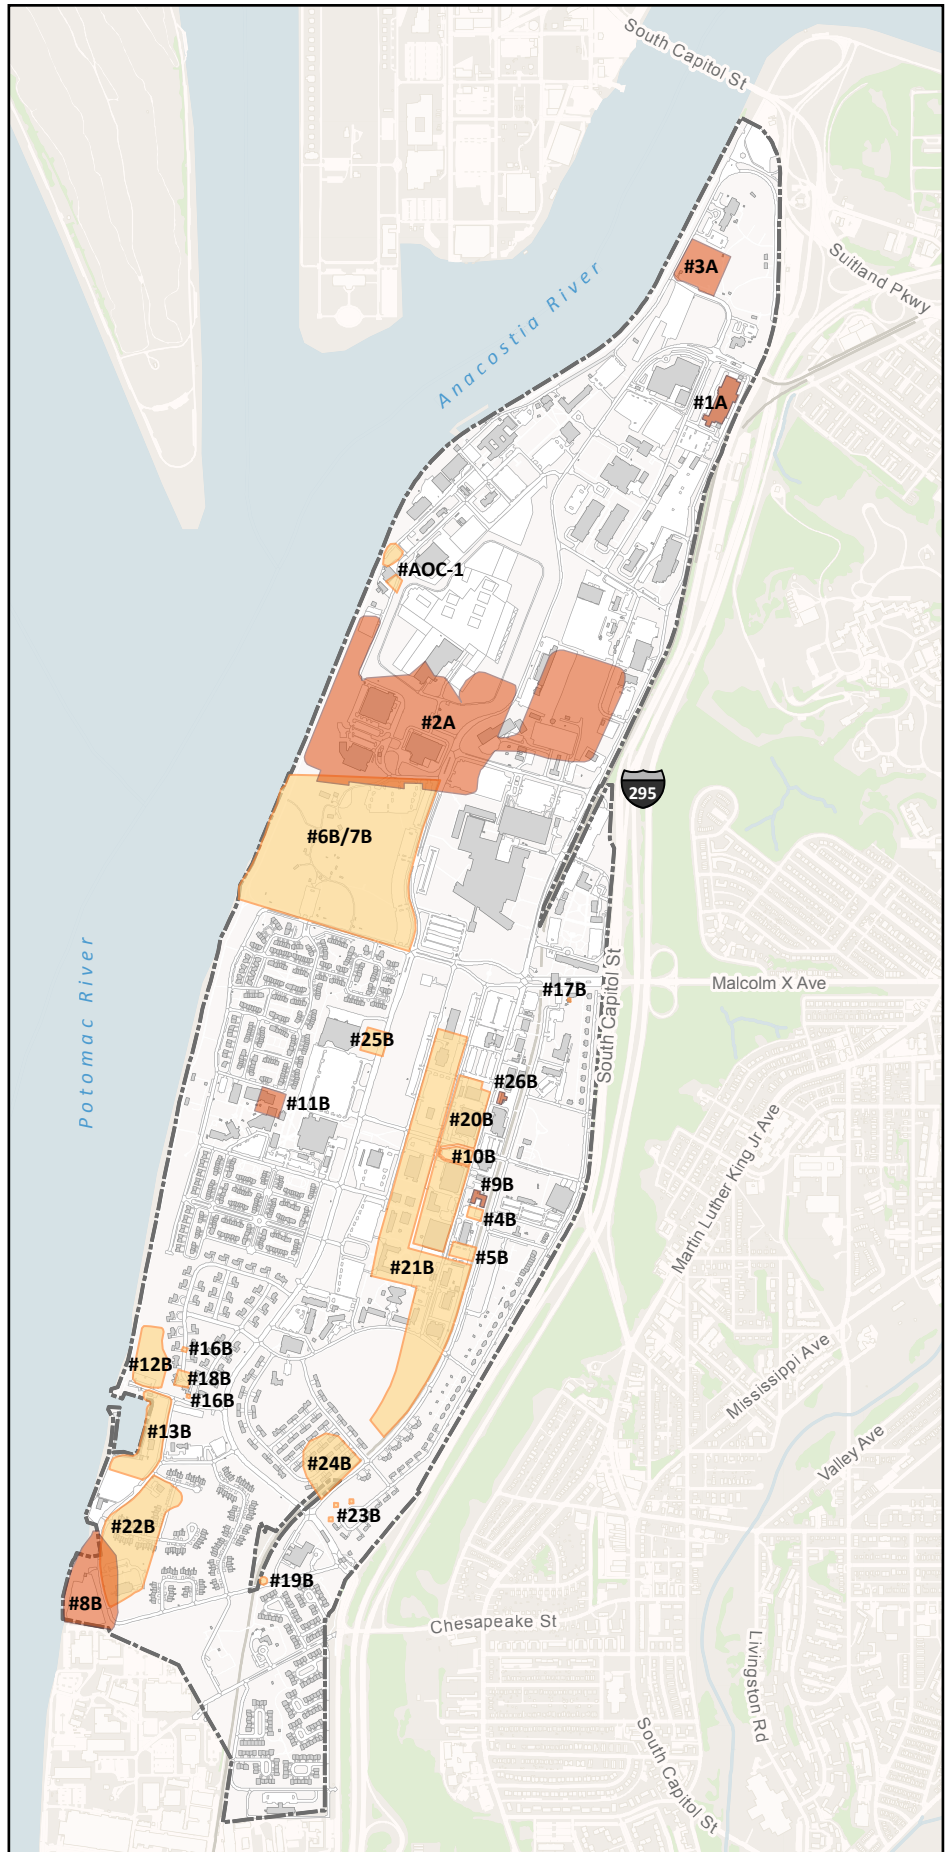 South Capitol St
Suitland Pkwy
#3A
Anacostia River
#1A
#AOC-1
#2A
295
#6B/7B
Potomac River
South Capitol St
#17B
Malcolm X Ave
#25B
#26B
#11B
#20B
#10B
#9B
#4B
#5B
#21B
Martin Luther King Jr Ave
#16B
#12B
#18B
#16B
Mississippi Ave
#13B
Valley Ave
#24B
#23B
#22B
#19B
#8B
Chesapeake St
Livingston Rd
South Capitol St